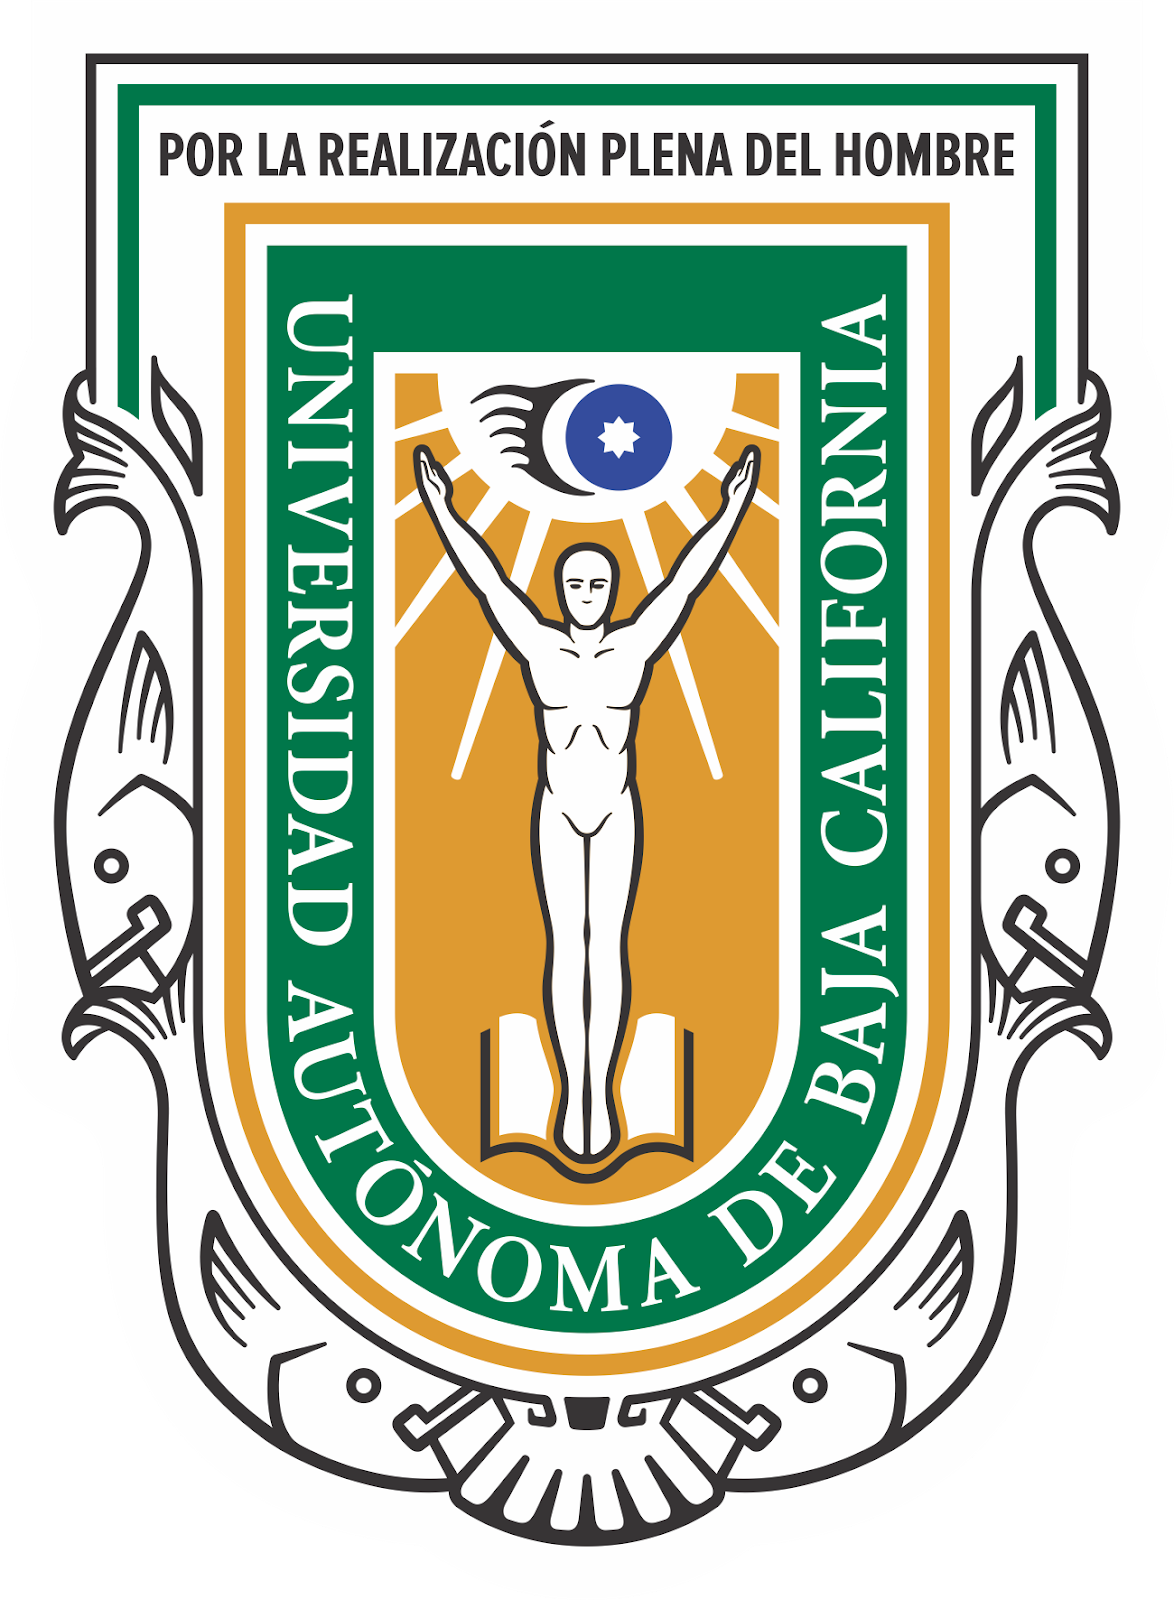 POR LA REALIZACIÓN PLENA DEL HOMBRE
UNIVERSIDAD AUTÓNOMA DE BAJA CALIFORNIA